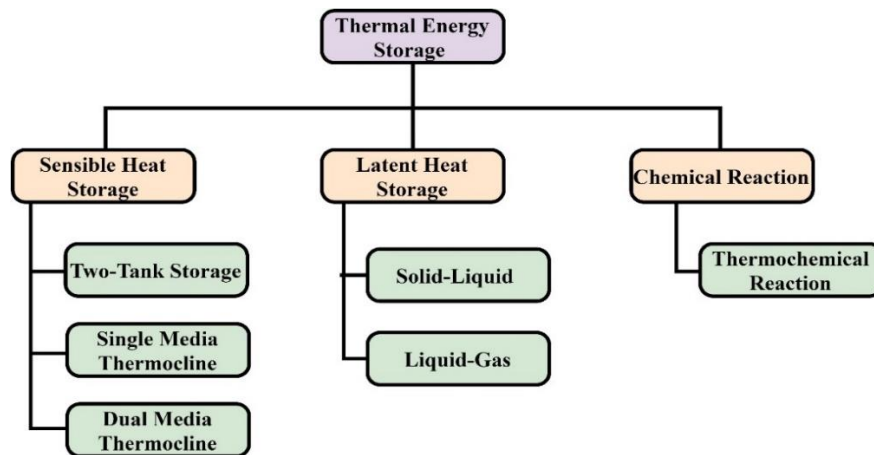 Thermal Energy
Storage
Sensible Heat
Storage
Latent Heat
Storage
Chemical Reaction
Two-Tank Storage
Single Media
Thermocline
Dual Media
Thermocline
Solid-Liquid
Liquid-Gas
Thermochemical
Reaction